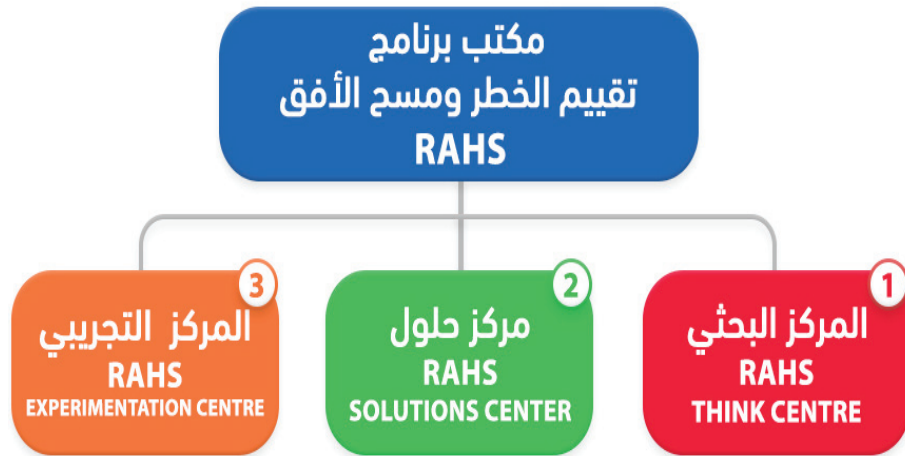 مكتب برنامج
تقييم الخطر ومسح الأفق
RAHS
1
المركز البحثي
RAHS
THINK CENTRE
2
مركز حلول
RAHS
SOLUTIONS CENTER
3
المركز التجريبي
RAHS
EXPERIMENTATION CENTRE